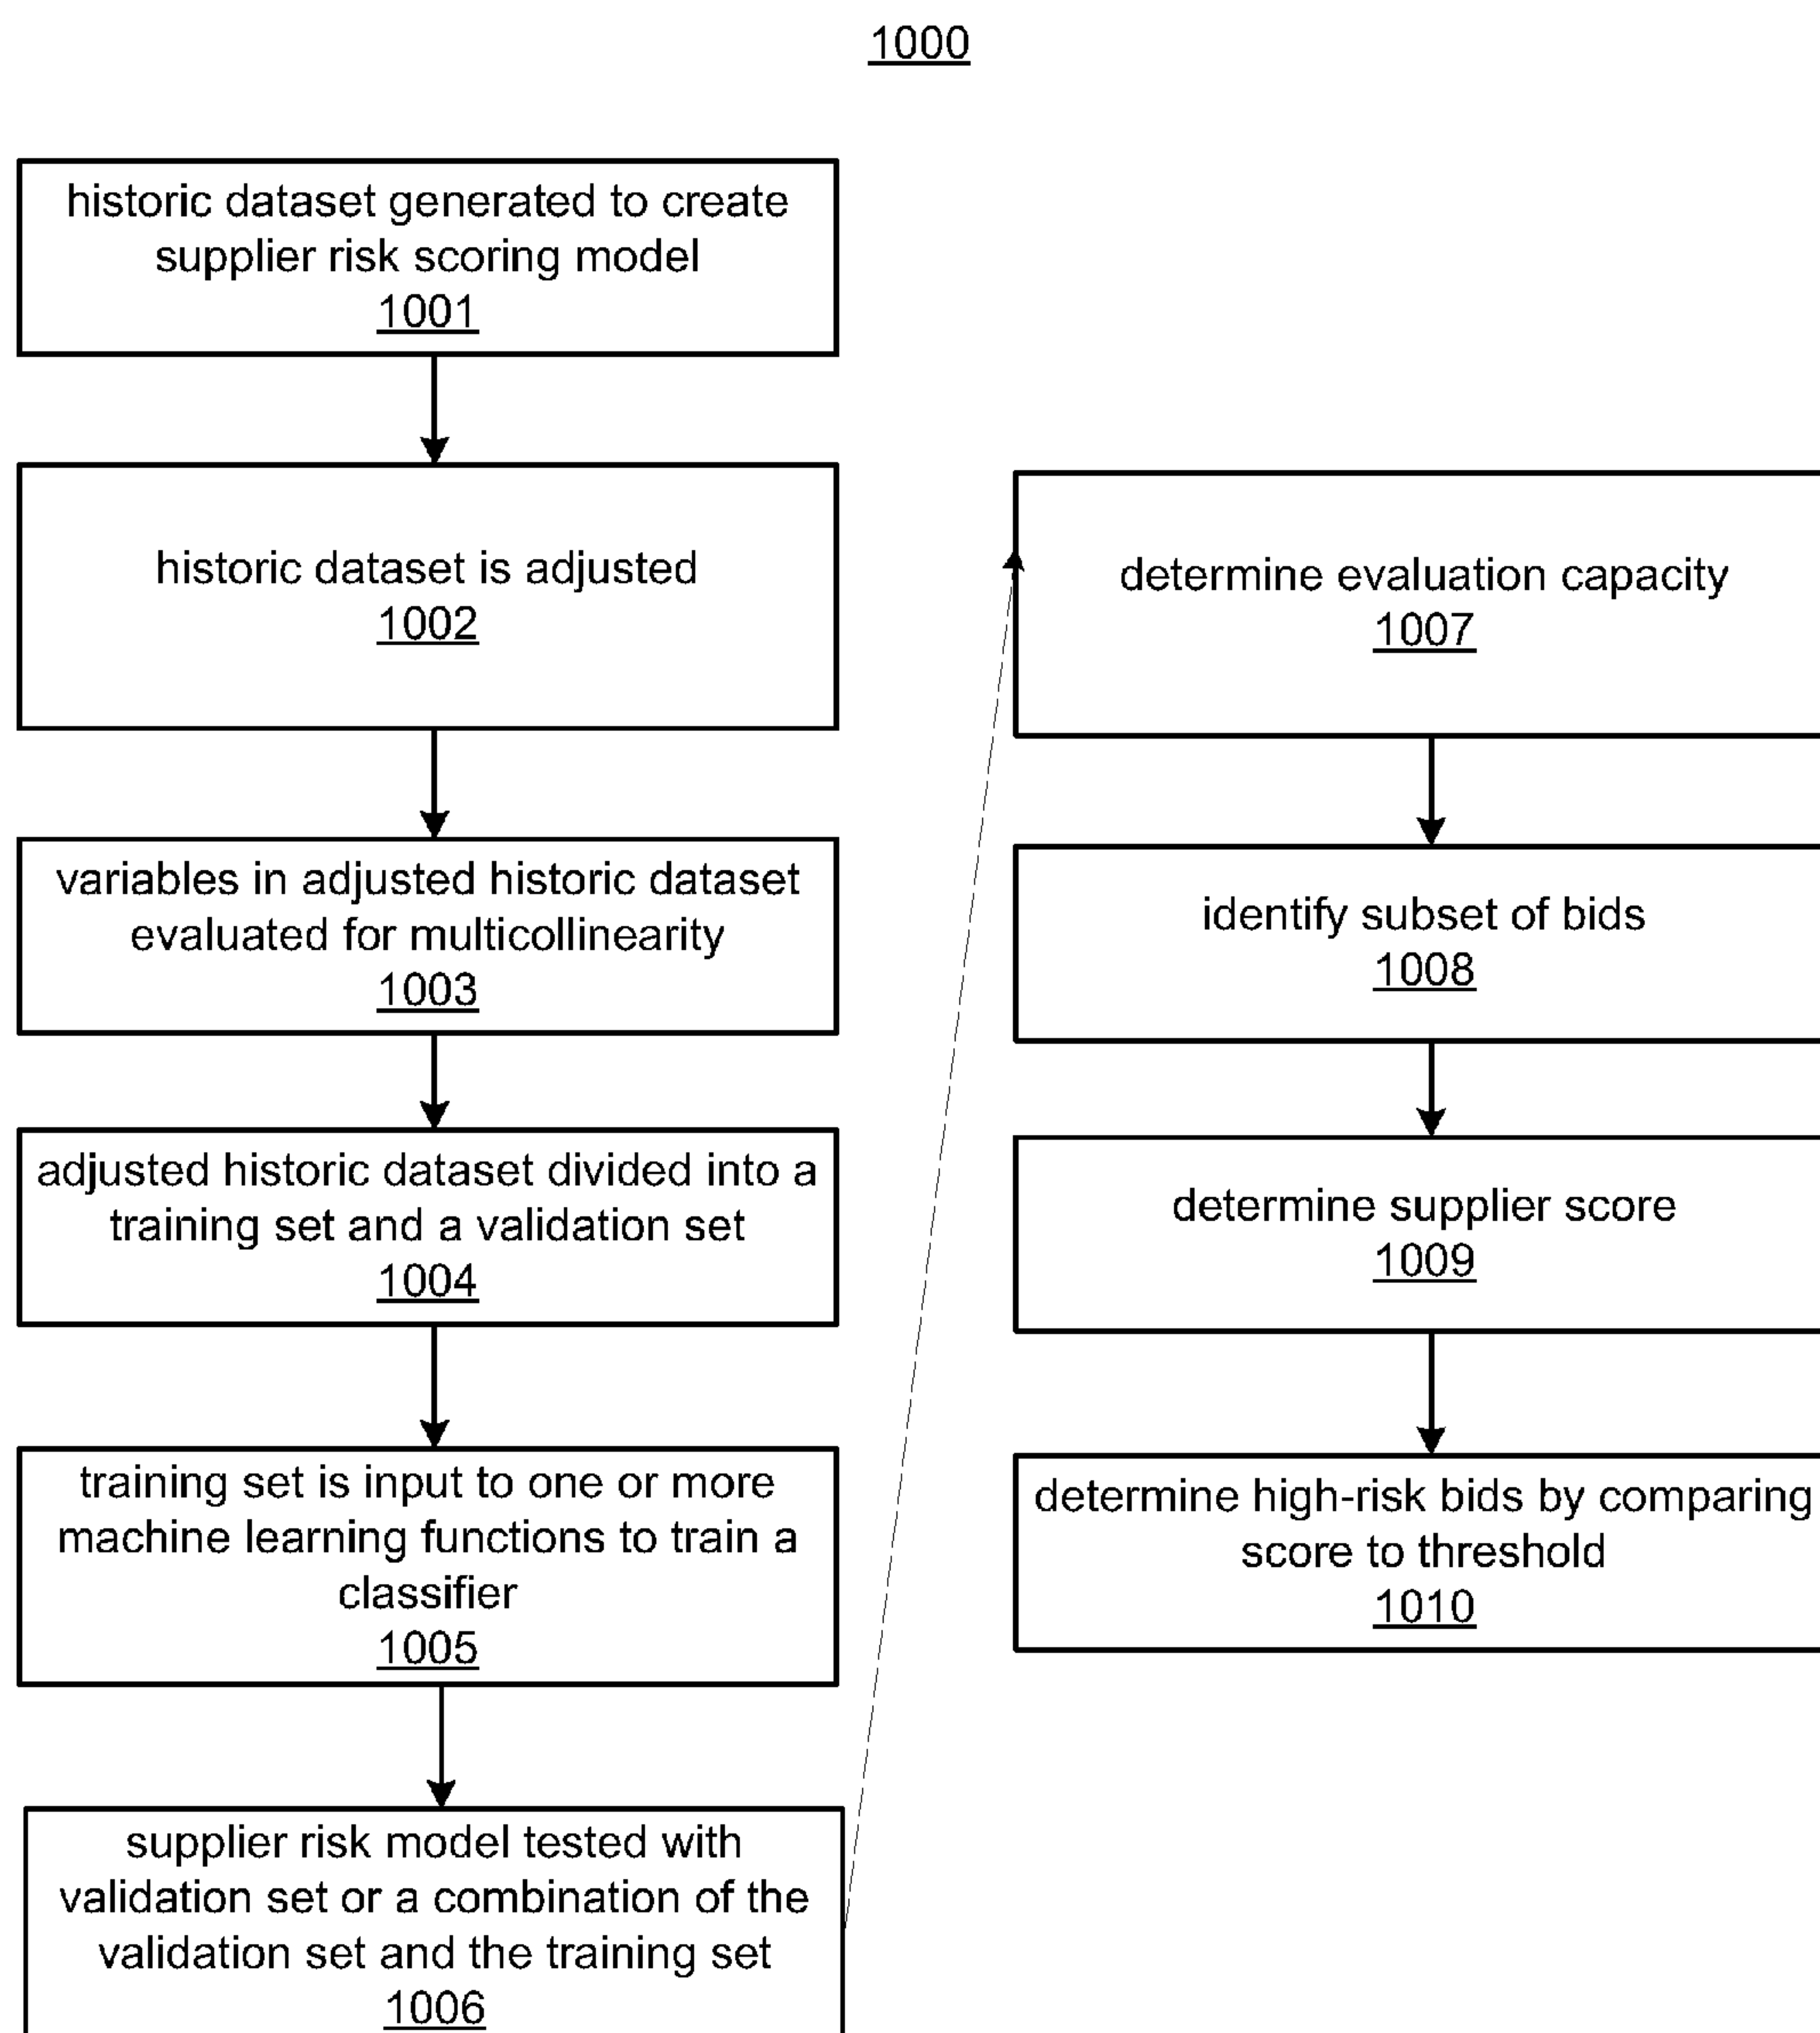 1000
historic dataset generated to create
supplier risk scoring model
1001
historic dataset is adjusted
1002
variables in adjusted historic dataset
evaluated for multicollinearity
1003
adjusted historic dataset divided into a
training set and a validation set
1004
training set is input to one or more
machine learning functions to train a
classifier
1005
supplier risk model tested with
validation set or a combination of the
validation set and the training set
1006
determine evaluation capacity
1007
identify subset of bids
1008
determine supplier score
1009
determine high-risk bids by comparing
score to threshold
1010